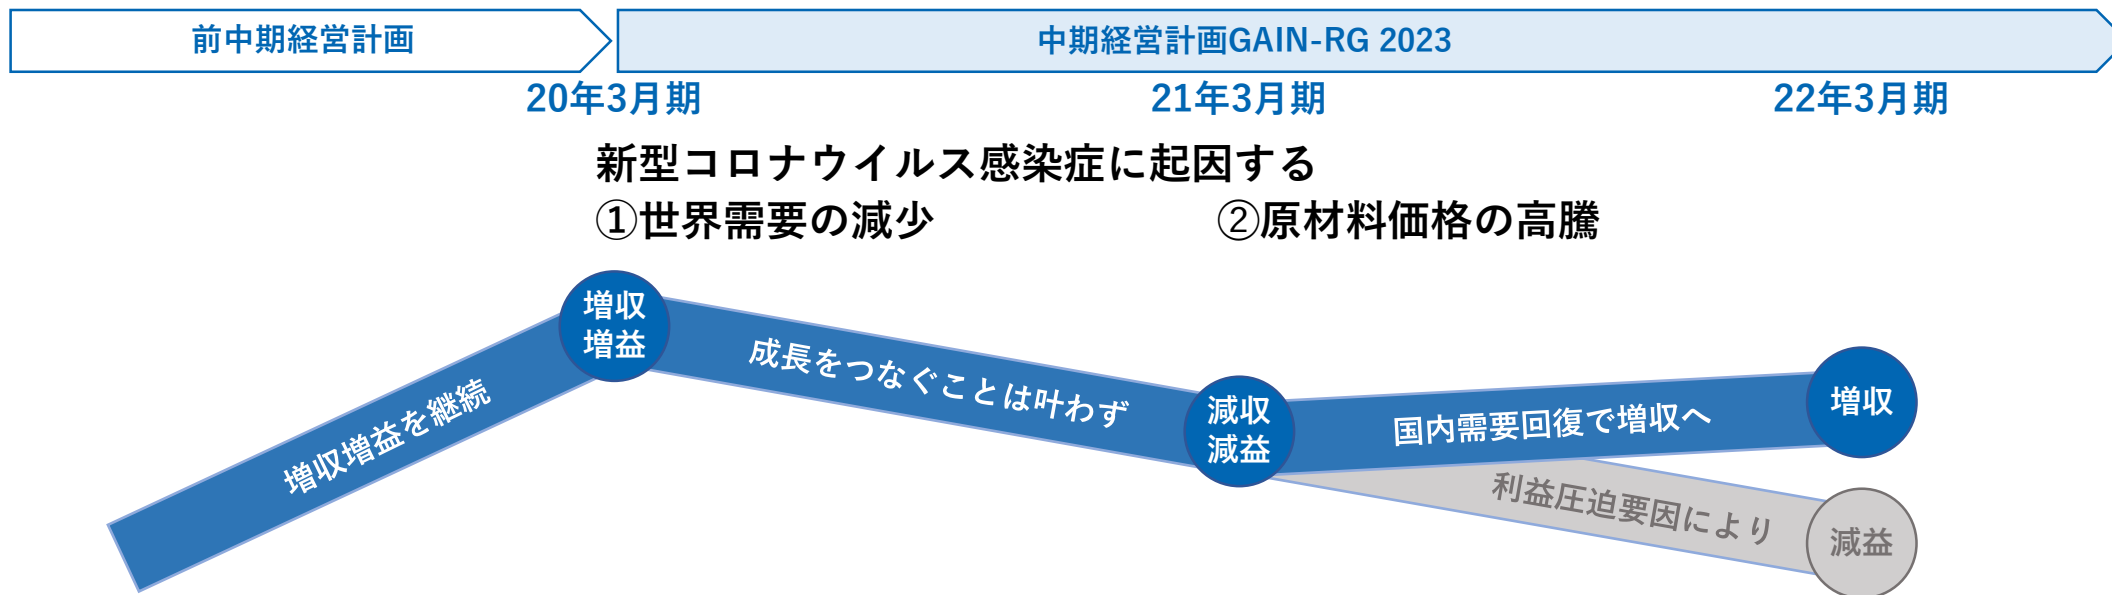 前中期経営計画
中期経営計画GAIN-RG 2023
20年3月期
21年3月期
22年3月期
新型コロナウイルス感染症に起因する
①世界需要の減少
②原材料価格の高騰
増収増益を継続
増収
増益
成長をつなぐことは叶わず
減収
減益
国内需要回復で増収へ
増収
利益圧迫要因により
減益